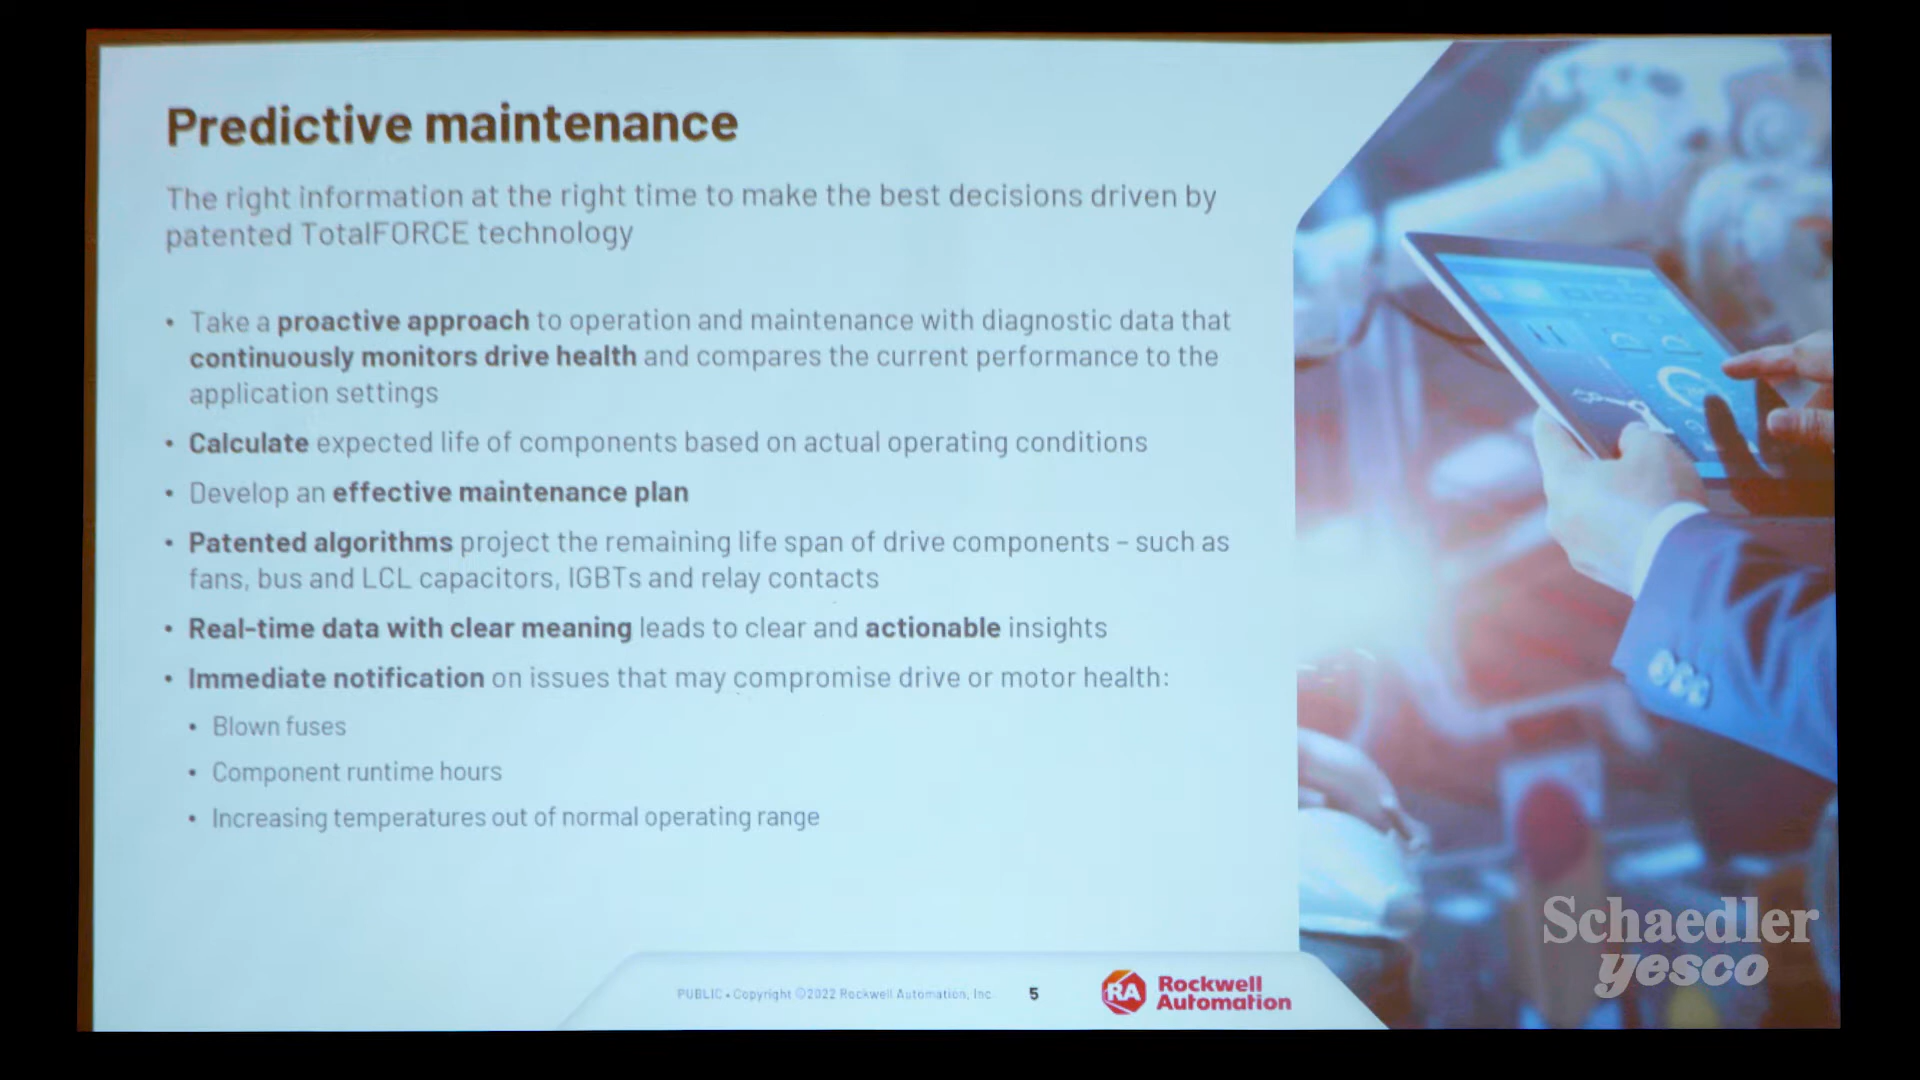 Predictive maintenance
The right information at the right time to make the best decisions driven by
patented TotalFORCE technology
• Take a proactive approach to operation and maintenance with diagnostic data that
continuously monitors drive health and compares the current performance to the
application settings
• Calculate expected life of components based on actual operating conditions
• Develop an effective maintenance plan
• Patented algorithms project the remaining life span of drive components – such as
fans, bus and LCL capacitors, IGBTs and relay contacts
• Real-time data with clear meaning leads to clear and actionable insights
• Immediate notification on issues that may compromise drive or motor health:
• Blown fuses
• Component runtime hours
• Increasing temperatures out of normal operating range
PUBLIC • Copyright ©2022 Rockwell Automation, Inc.
5
RA
Rockwell
Automation
Schaedler
yesco